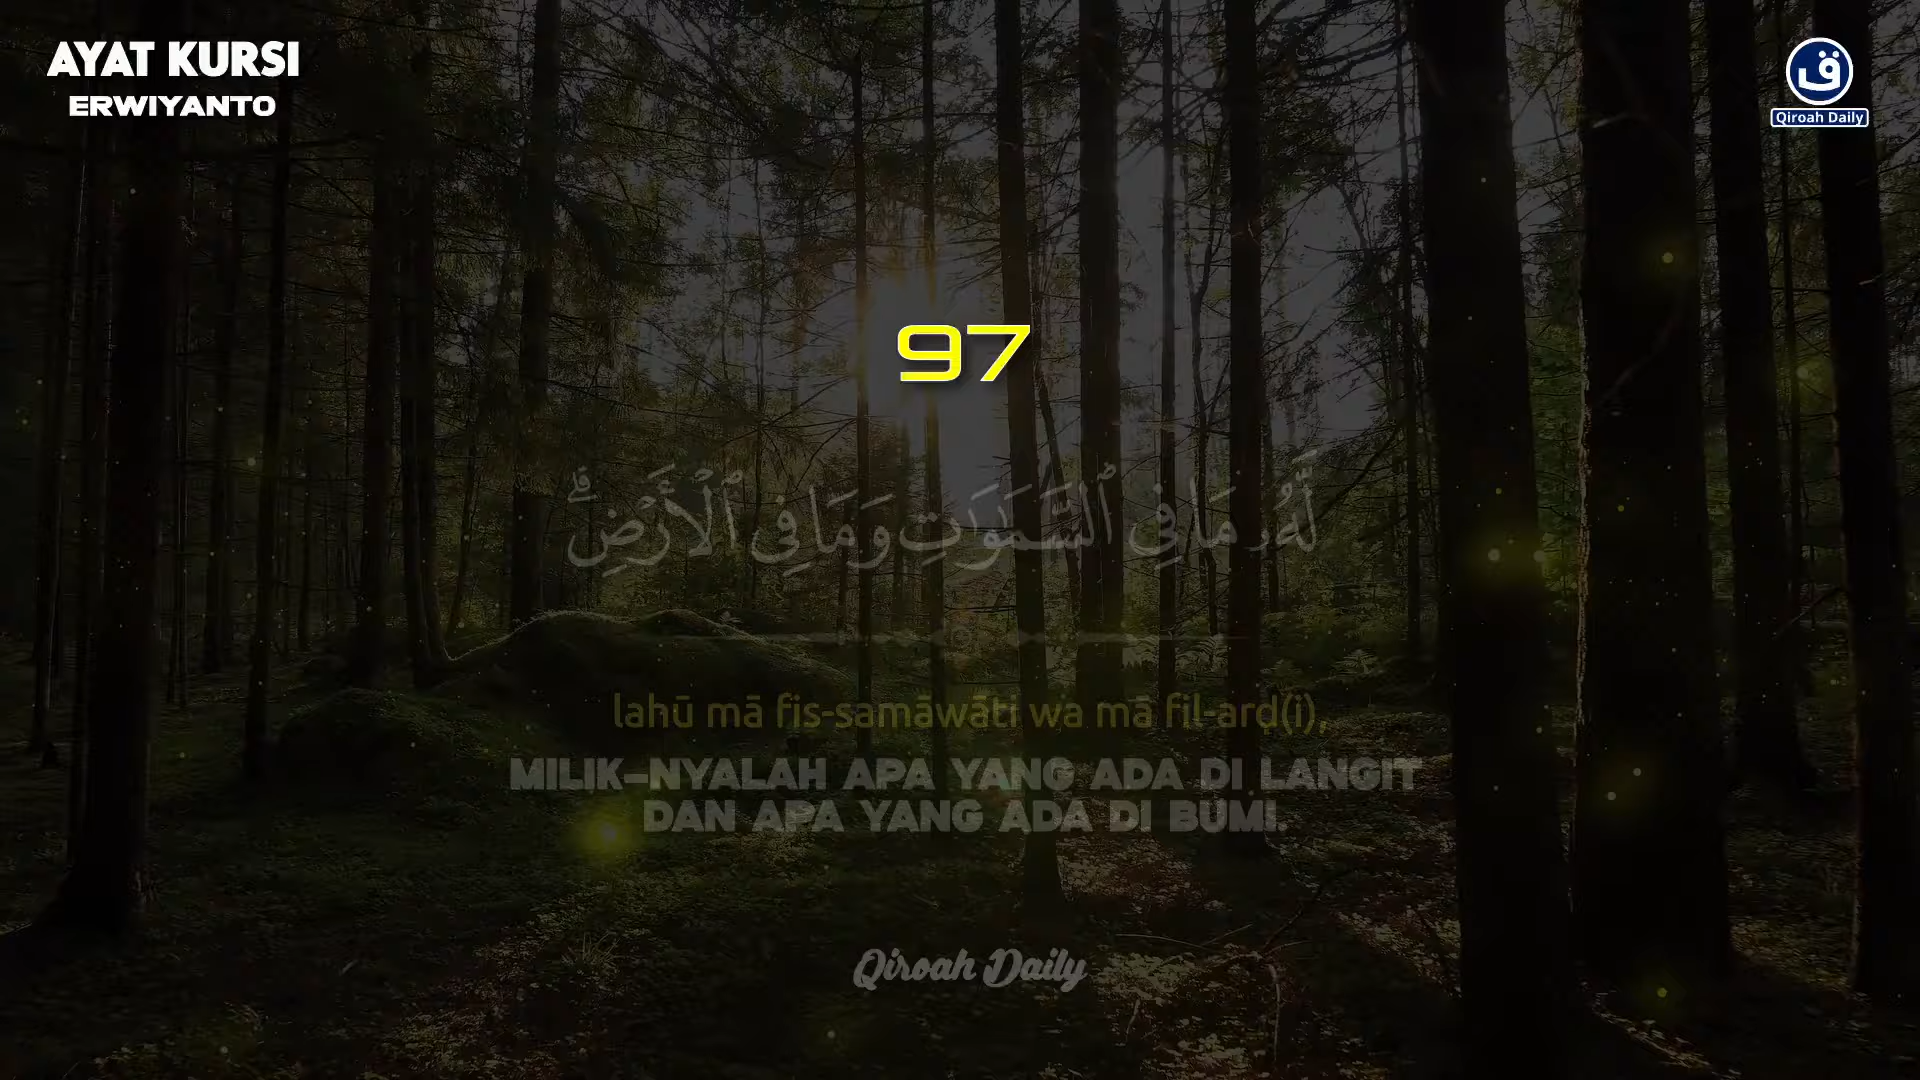 AYAT KURSI
ERWIYANTO
ق
Qiroah Daily
97
لَّهُۥ مَا فِى ٱلسَّمَـٰوَٰتِ وَمَا فِى ٱلْأَرْضِ ۗ
lahū mā fis-samāwāti wa mā fil-arḍ(i),
MILIK-NYALAH APA YANG ADA DI LANGIT
DAN APA YANG ADA DI BUMI.
Qiroah Daily